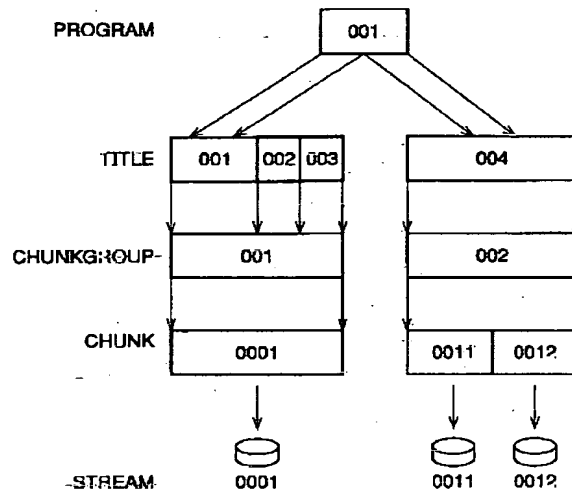 PROGRAM 001
TITLE 001 002 003 004
CHUNKGROUP 001 002
CHUNK 0001 0011 0012
STREAM 0001 0011 0012